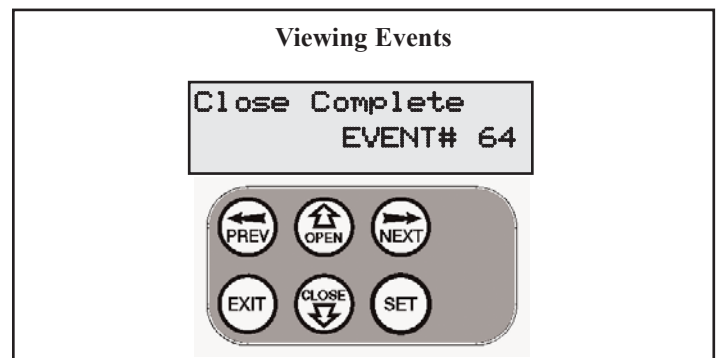 Viewing Events
Close Complete
EVENT# 64
PREV OPEN NEXT
EXIT CLOSE SET